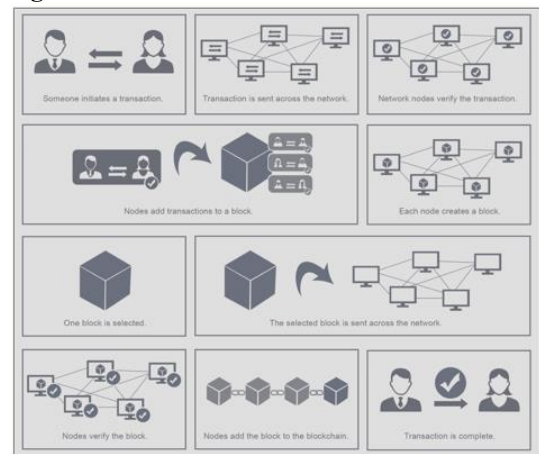 Someone initiates a transaction.
Transaction is sent across the network.
Network nodes verify the transaction.
Nodes add transactions to a block.
Each node creates a block.
One block is selected.
The selected block is sent across the network.
Nodes verify the block.
Nodes add the block to the blockchain.
Transaction is complete.